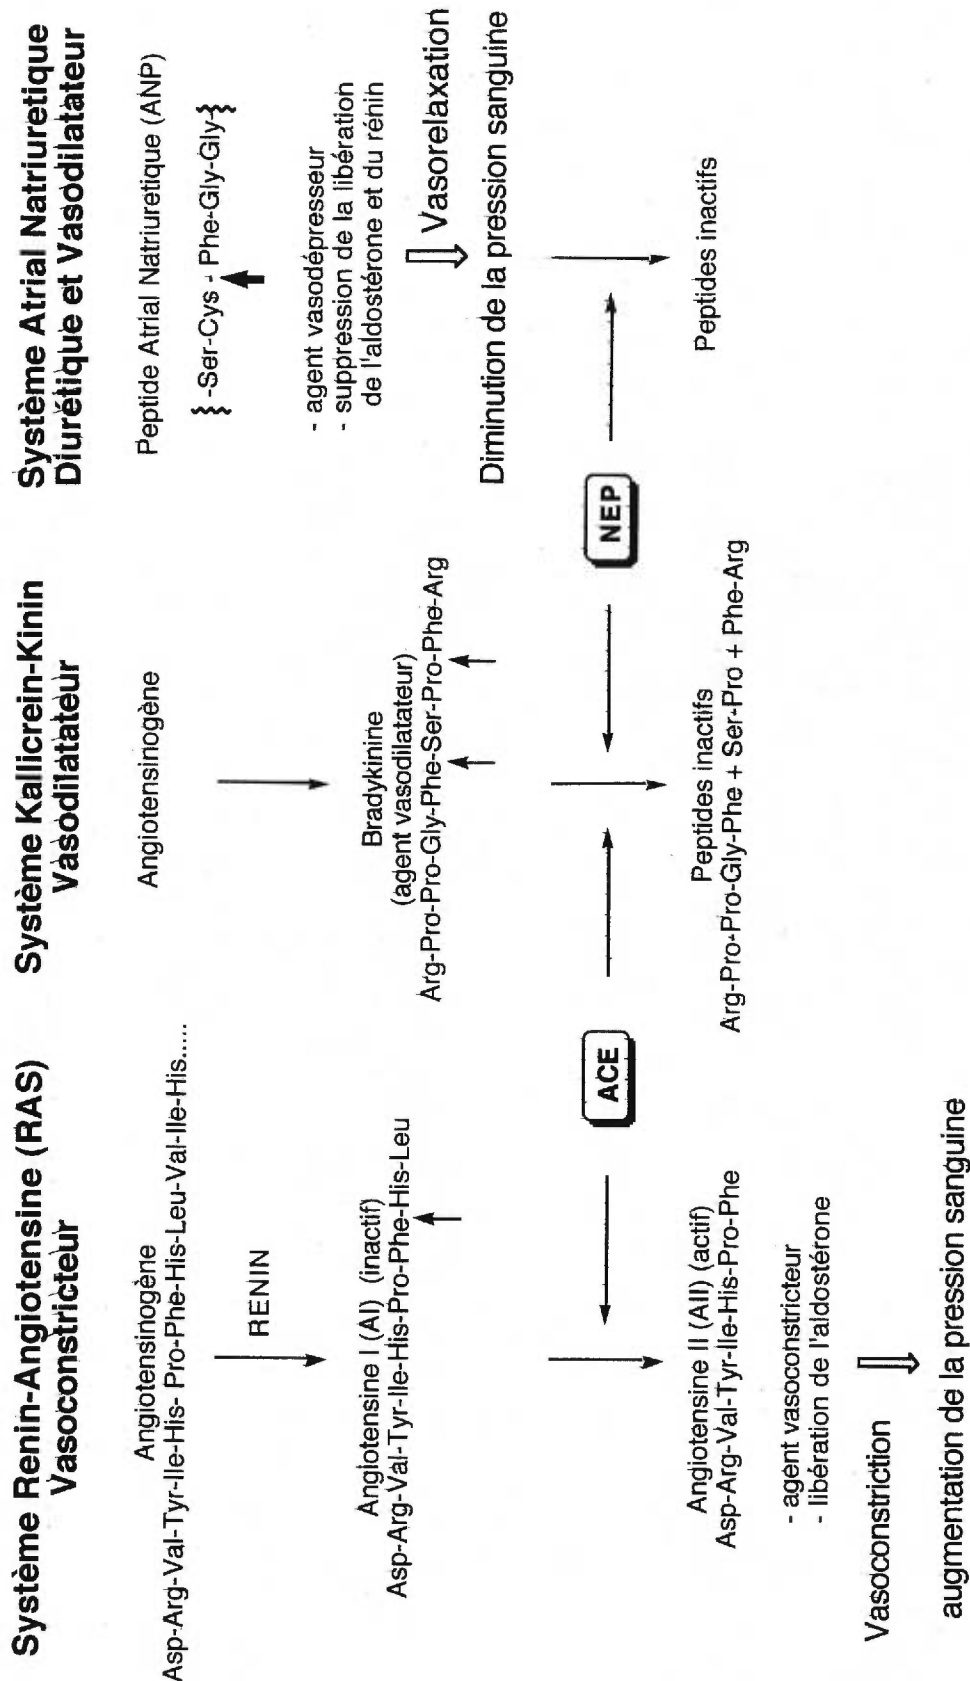 Système Renin-Angiotensine (RAS)
Vasoconstricteur
Angiotensinogène
Asp-Arg-Val-Tyr-Ile-His- Pro-Phe-His-Leu-Val-Ile-His.....
RENIN
Angiotensine I (AI) (inactif)
Asp-Arg-Val-Tyr-Ile-His-Pro-Phe-His-Leu
ACE
Angiotensine II (AII) (actif)
Asp-Arg-Val-Tyr-Ile-His-Pro-Phe
- agent vasoconstricteur
- libération de l'aldostérone
Vasoconstriction
augmentation de la pression sanguine
Système Kallicrein-Kinin
Vasodilatateur
Angiotensinogène
Bradykinine
(agent vasodilatateur)
Arg-Pro-Pro-Gly-Phe-Ser-Pro-Phe-Arg
Peptides inactifs
Arg-Pro-Pro-Gly-Phe + Ser-Pro + Phe-Arg
NEP
Système Atrial Natriuretique
Diurétique et Vasodilatateur
Peptide Atrial Natriuretique (ANP)
-Ser-Cys - Phe-Gly-Gly-
- agent vasodépresseur
- suppression de la libération
de l'aldostérone et du rénin
Vasorelaxation
Diminution de la pression sanguine
Peptides inactifs